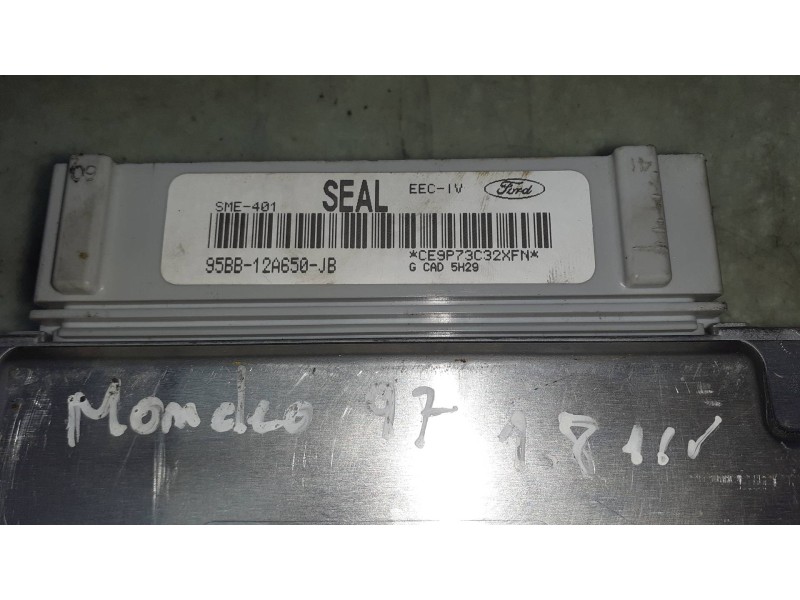 SEAL EEC-IV Ford
SME-401
95BB-12A650-JB *CE9P73C32XFN*
G CAD 5H29
Mondeo 97 1.8 16V